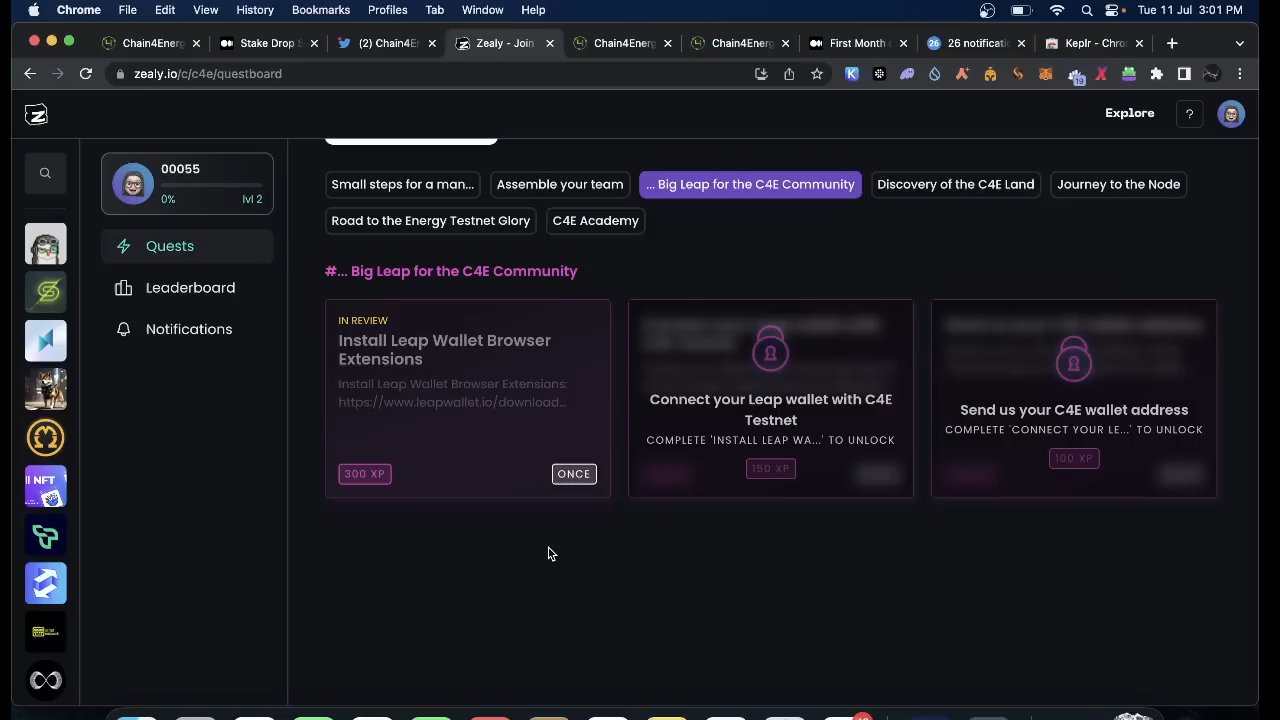 Chrome File Edit View History Bookmarks Profiles Tab Window Help Tue 11 Jul 3:01 PM
Chain4Energ Stake Drop S (2) Chain4E Zealy - Join Chain4Energ Chain4Energ First Month o 26 notificati Keplr - Chro
zealy.io/c/c4e/questboard
19
Explore ?
00055
0% lvl 2
Quests
Leaderboard
Notifications
Small steps for a man... Assemble your team ... Big Leap for the C4E Community Discovery of the C4E Land Journey to the Node
Road to the Energy Testnet Glory C4E Academy
#... Big Leap for the C4E Community
IN REVIEW
Install Leap Wallet Browser
Extensions
Install Leap Wallet Browser Extensions:
https://www.leapwallet.io/download...
300 XP ONCE
Connect your Leap wallet with C4E
Testnet
COMPLETE 'INSTALL LEAP WA...' TO UNLOCK
150 XP
Send us your C4E wallet address
COMPLETE 'CONNECT YOUR LE...' TO UNLOCK
100 XP